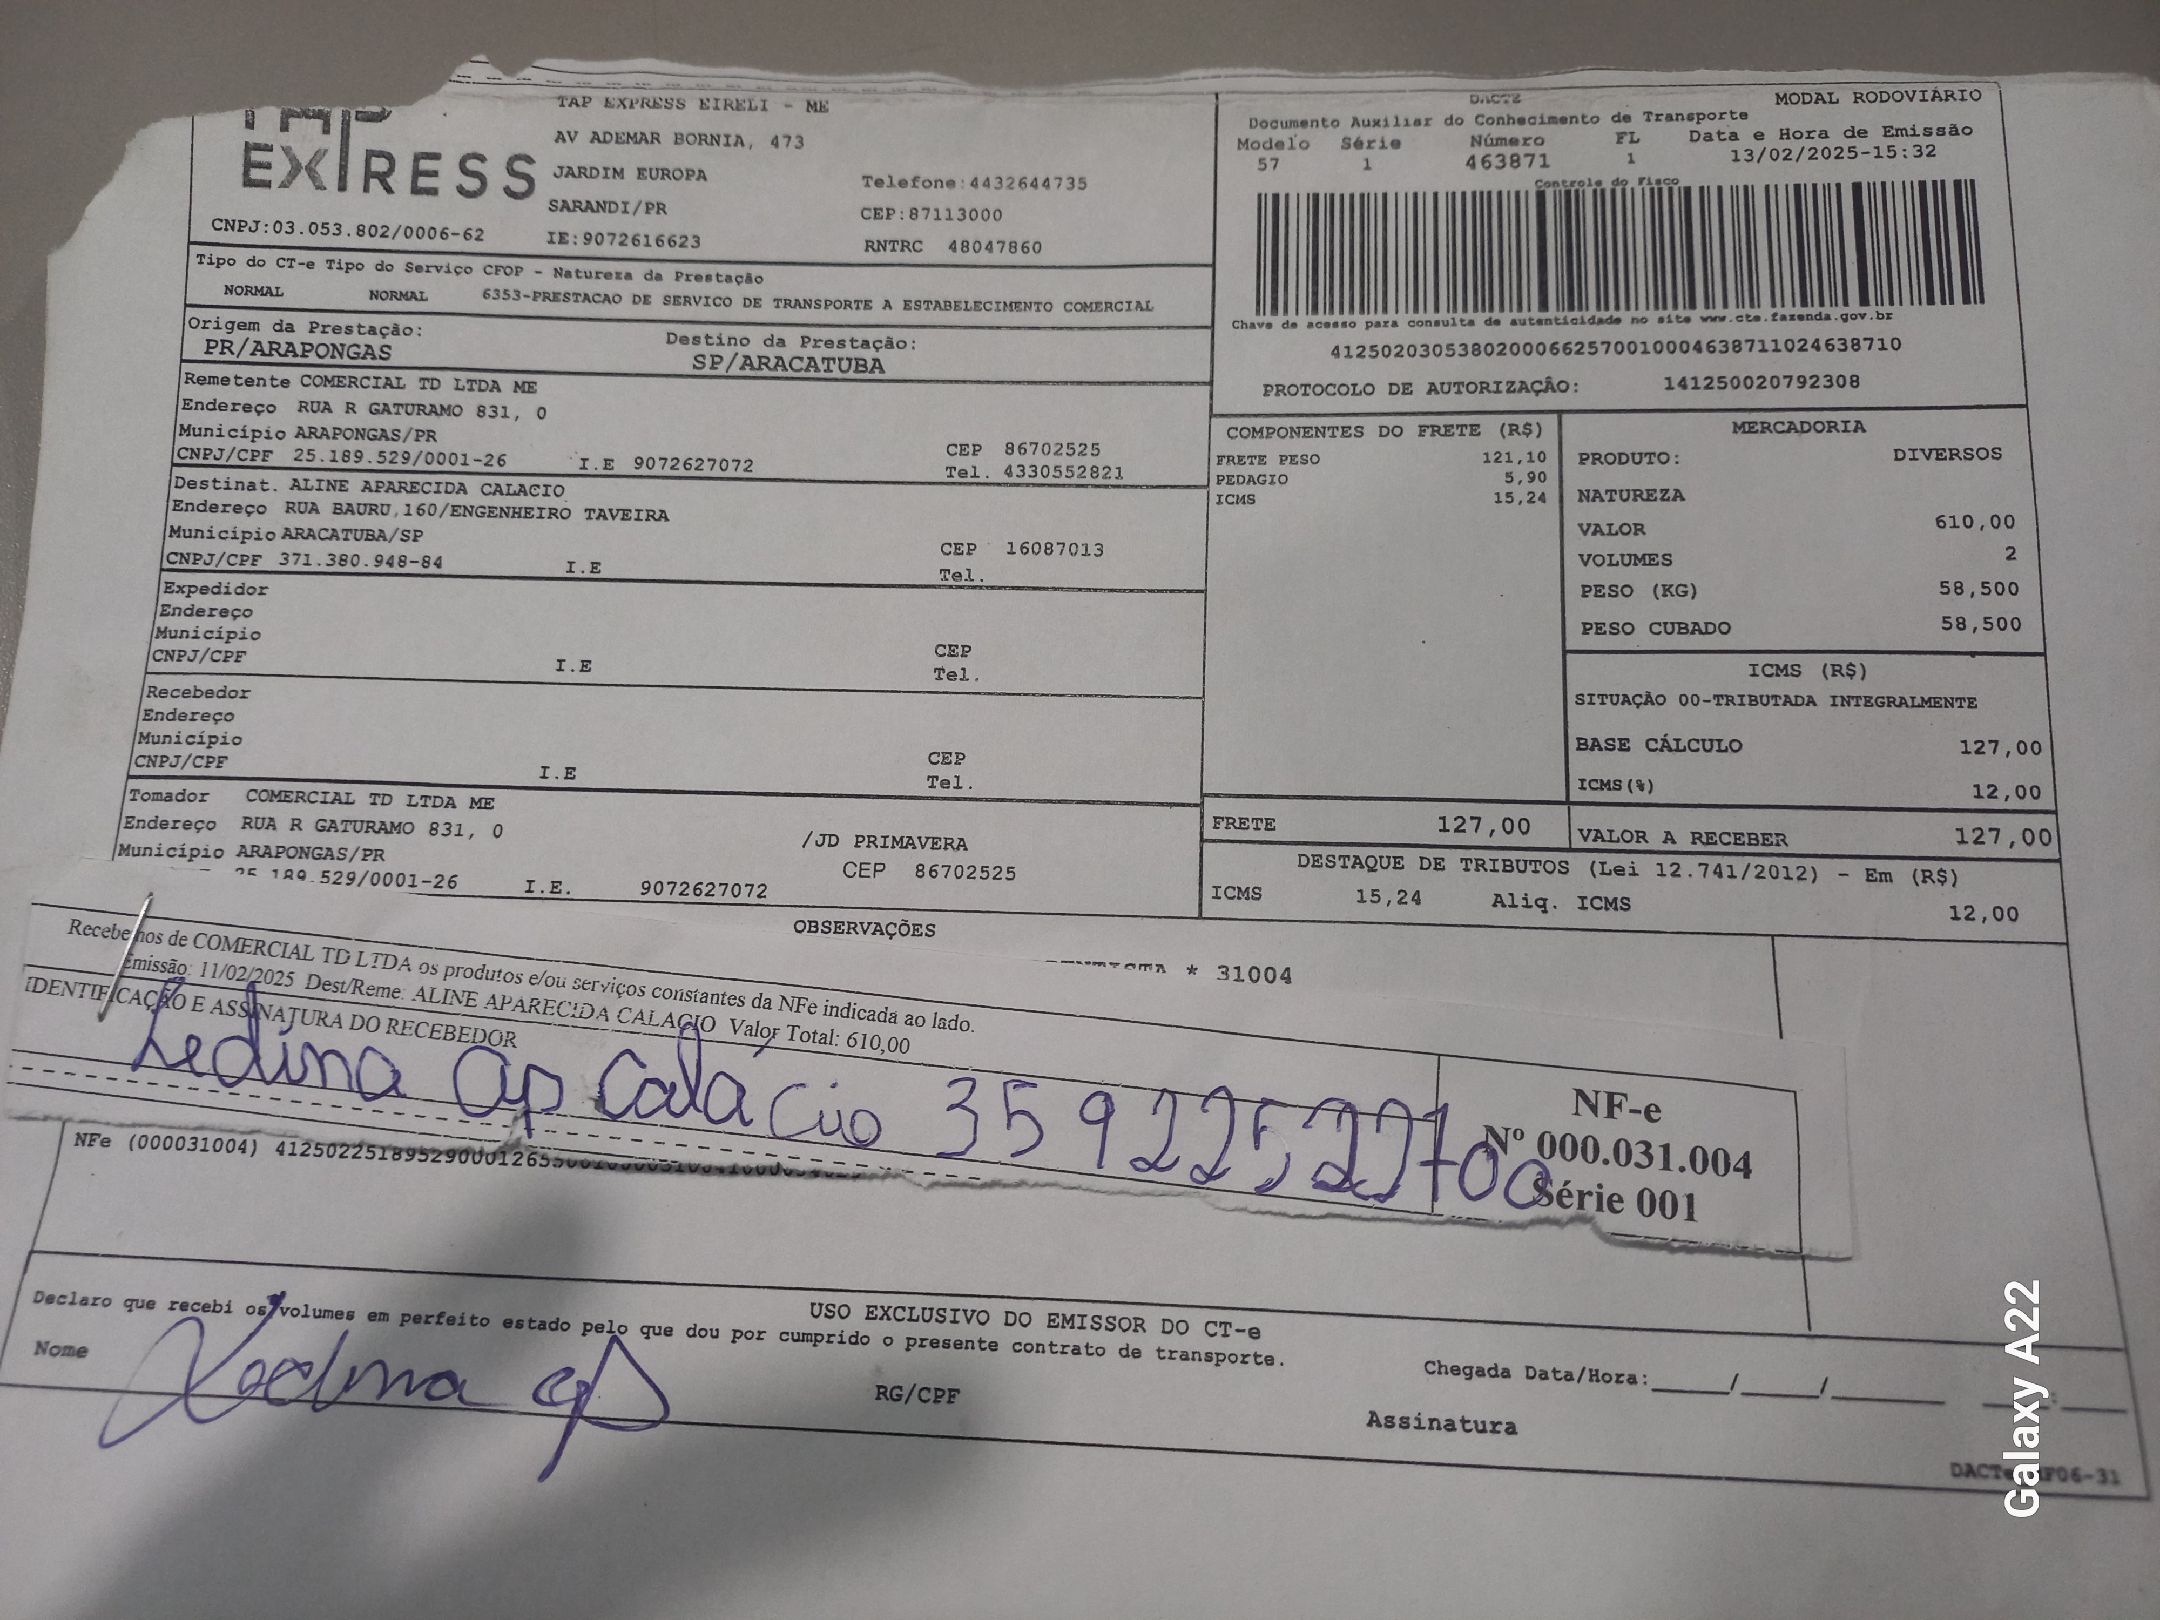 TAP
EXPRESS
CNPJ:03.053.802/0006-62
TAP EXPRESS EIRELI - ME
AV ADEMAR BORNIA, 473
JARDIM EUROPA
Telefone:4432644735
SARANDI/PR
CEP:87113000
IE:9072616623
RNTRC 48047860
DACTE
MODAL RODOVIÁRIO
Documento Auxiliar do Conhecimento de Transporte
Modelo Série Número FL Data e Hora de Emissão
57 1 463871 1 13/02/2025-15:32
Controle do Fisco
Chave de acesso para consulta de autenticidade no site www.cte.fazenda.gov.br
41250203053802000662570010004638711024638710
PROTOCOLO DE AUTORIZAÇÃO: 141250020792308
Tipo do CT-e Tipo do Serviço CFOP - Natureza da Prestação
NORMAL NORMAL 6353-PRESTACAO DE SERVICO DE TRANSPORTE A ESTABELECIMENTO COMERCIAL
Origem da Prestação: Destino da Prestação:
PR/ARAPONGAS SP/ARACATUBA
Remetente COMERCIAL TD LTDA ME
Endereço RUA R GATURAMO 831, 0
Município ARAPONGAS/PR CEP 86702525
CNPJ/CPF 25.189.529/0001-26 I.E 9072627072 Tel. 4330552821
Destinat. ALINE APARECIDA CALACIO
Endereço RUA BAURU,160/ENGENHEIRO TAVEIRA
Município ARACATUBA/SP CEP 16087013
CNPJ/CPF 371.380.948-84 I.E Tel.
Expedidor
Endereço
Município CEP
CNPJ/CPF I.E Tel.
Recebedor
Endereço
Município CEP
CNPJ/CPF I.E Tel.
Tomador COMERCIAL TD LTDA ME
Endereço RUA R GATURAMO 831, 0 /JD PRIMAVERA
Município ARAPONGAS/PR CEP 86702525
25.189.529/0001-26 I.E. 9072627072
COMPONENTES DO FRETE (R$)
FRETE PESO 121,10
PEDAGIO 5,90
ICMS 15,24
MERCADORIA
PRODUTO: DIVERSOS
NATUREZA
VALOR 610,00
VOLUMES 2
PESO (KG) 58,500
PESO CUBADO 58,500
ICMS (R$)
SITUAÇÃO 00-TRIBUTADA INTEGRALMENTE
BASE CÁLCULO 127,00
ICMS(%) 12,00
FRETE 127,00 VALOR A RECEBER 127,00
DESTAQUE DE TRIBUTOS (Lei 12.741/2012) - Em (R$)
ICMS 15,24 Aliq. ICMS 12,00
OBSERVAÇÕES
* 31004
Recebemos de COMERCIAL TD LTDA os produtos e/ou serviços constantes da NFe indicada ao lado.
Emissão: 11/02/2025 Dest/Reme: ALINE APARECIDA CALACIO Valor Total: 610,00
IDENTIFICAÇÃO E ASSINATURA DO RECEBEDOR
Ledina ap Calácio
NF-e
Nº 000.031.004
Série 001
NFe (000031004)
USO EXCLUSIVO DO EMISSOR DO CT-e
Declaro que recebi os volumes em perfeito estado pelo que dou por cumprido o presente contrato de transporte.
Nome RG/CPF Chegada Data/Hora:
Assinatura
Galaxy A22